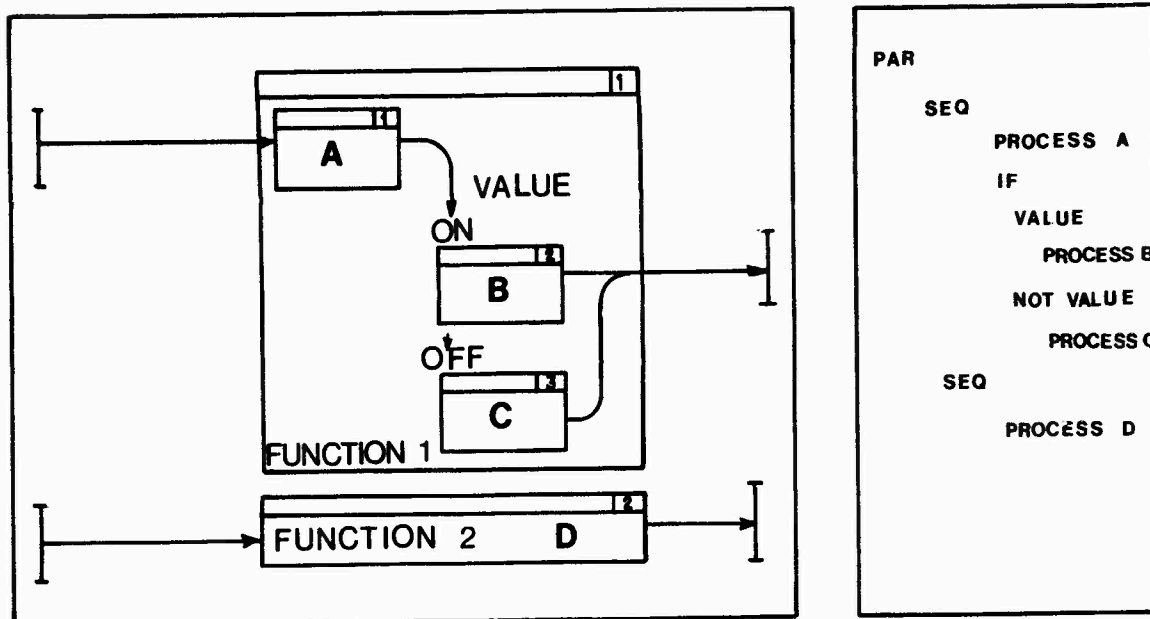 1
1
A
VALUE
ON
2
B
OFF
3
C
FUNCTION 1
2
FUNCTION 2 D
PAR
SEQ
PROCESS A
IF
VALUE
PROCESS B
NOT VALUE
PROCESS C
SEQ
PROCESS D